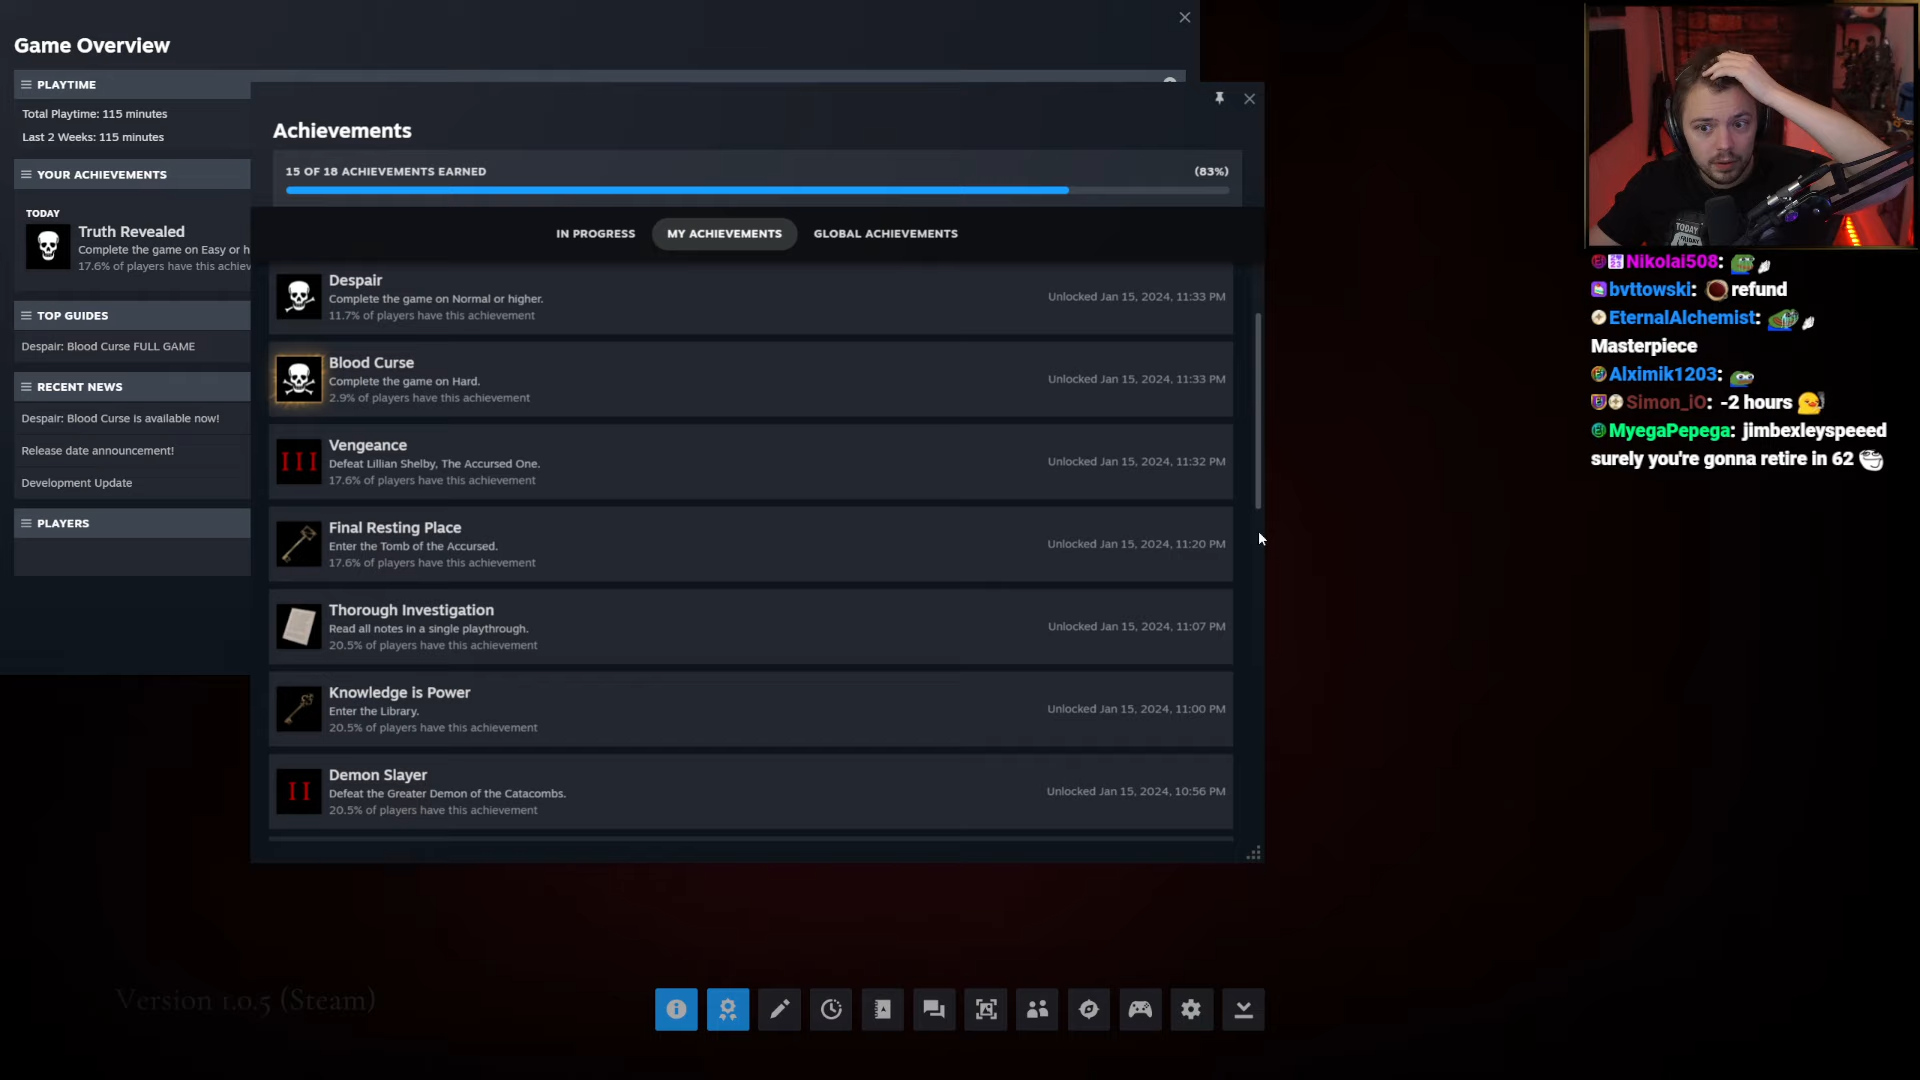 Game Overview
PLAYTIME
Total Playtime: 115 minutes
Last 2 Weeks: 115 minutes
YOUR ACHIEVEMENTS
TODAY
Truth Revealed
Complete the game on Easy or h
17.6% of players have this achiev
TOP GUIDES
Despair: Blood Curse FULL GAME
RECENT NEWS
Despair: Blood Curse is available now!
Release date announcement!
Development Update
PLAYERS
Achievements
15 OF 18 ACHIEVEMENTS EARNED
(83%)
IN PROGRESS
MY ACHIEVEMENTS
GLOBAL ACHIEVEMENTS
Despair
Complete the game on Normal or higher.
11.7% of players have this achievement
Unlocked Jan 15, 2024, 11:33 PM
Blood Curse
Complete the game on Hard.
2.9% of players have this achievement
Unlocked Jan 15, 2024, 11:33 PM
III
Vengeance
Defeat Lillian Shelby, The Accursed One.
17.6% of players have this achievement
Unlocked Jan 15, 2024, 11:32 PM
Final Resting Place
Enter the Tomb of the Accursed.
17.6% of players have this achievement
Unlocked Jan 15, 2024, 11:20 PM
Thorough Investigation
Read all notes in a single playthrough.
20.5% of players have this achievement
Unlocked Jan 15, 2024, 11:07 PM
Knowledge is Power
Enter the Library.
20.5% of players have this achievement
Unlocked Jan 15, 2024, 11:00 PM
II
Demon Slayer
Defeat the Greater Demon of the Catacombs.
20.5% of players have this achievement
Unlocked Jan 15, 2024, 10:56 PM
Version 1.0.5 (Steam)
TODAY
Nikolai508:
bvttowski: refund
EternalAlchemist:
Masterpiece
Alximik1203:
Simon_iO: -2 hours
MyegaPepega: jimbexleyspeeed
surely you're gonna retire in 62